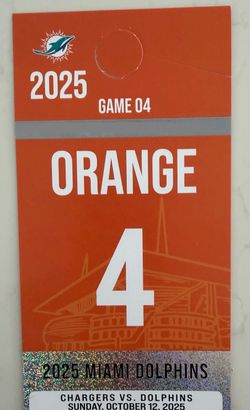 2025
GAME 04
ORANGE
4
2025 MIAMI DOLPHINS
CHARGERS VS. DOLPHINS
SUNDAY, OCTOBER 12, 2025